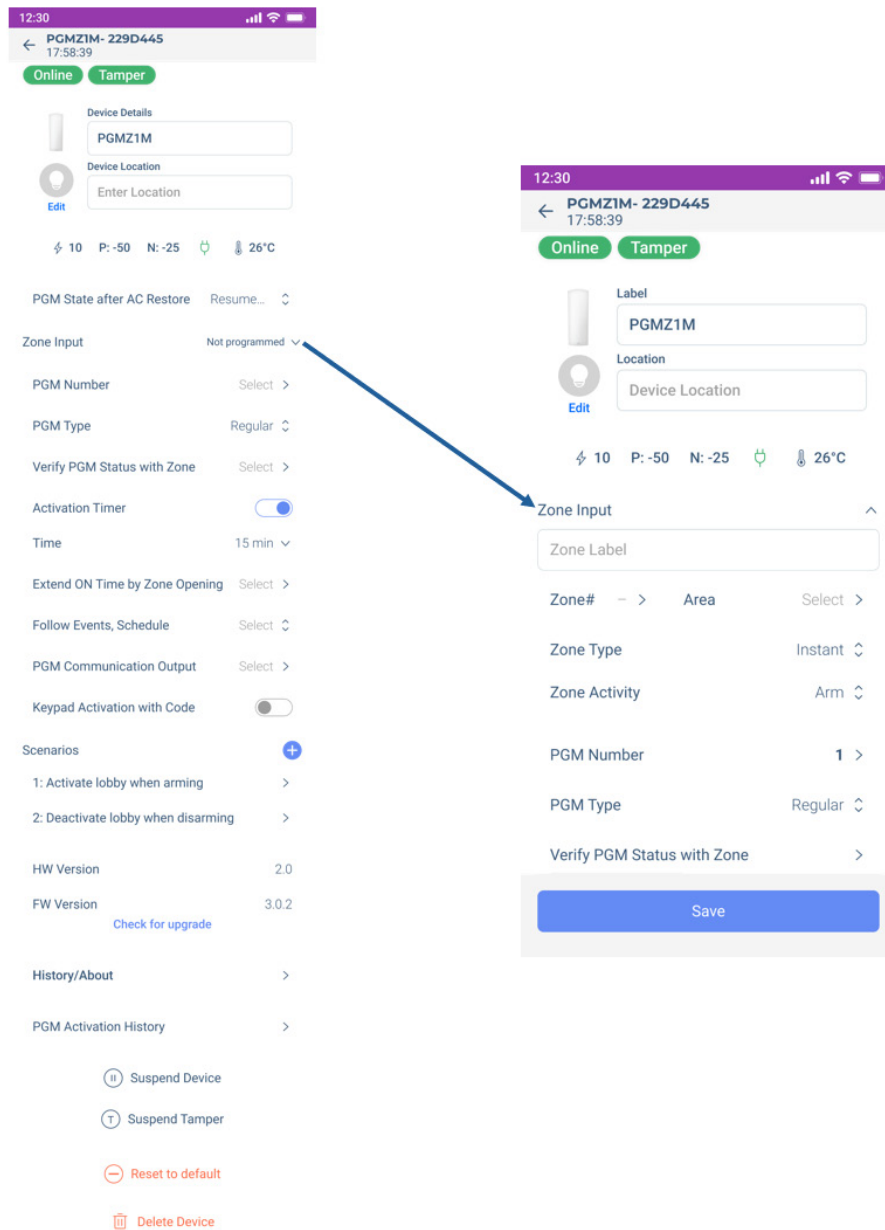 12:30
PGMZ1M- 229D445
17:58:39
Online Tamper
Device Details
PGMZ1M
Device Location
Enter Location
Edit
10 P: -50 N: -25 26°C
PGM State after AC Restore Resume...
Zone Input Not programmed
PGM Number Select
PGM Type Regular
Verify PGM Status with Zone Select
Activation Timer
Time 15 min
Extend ON Time by Zone Opening Select
Follow Events, Schedule Select
PGM Communication Output Select
Keypad Activation with Code
Scenarios
1: Activate lobby when arming
2: Deactivate lobby when disarming
HW Version 2.0
FW Version 3.0.2
Check for upgrade
History/About
PGM Activation History
Suspend Device
T Suspend Tamper
Reset to default
Delete Device
12:30
PGMZ1M- 229D445
17:58:39
Online Tamper
Label
PGMZ1M
Location
Device Location
Edit
10 P: -50 N: -25 26°C
Zone Input
Zone Label
Zone# – Area Select
Zone Type Instant
Zone Activity Arm
PGM Number 1
PGM Type Regular
Verify PGM Status with Zone
Save